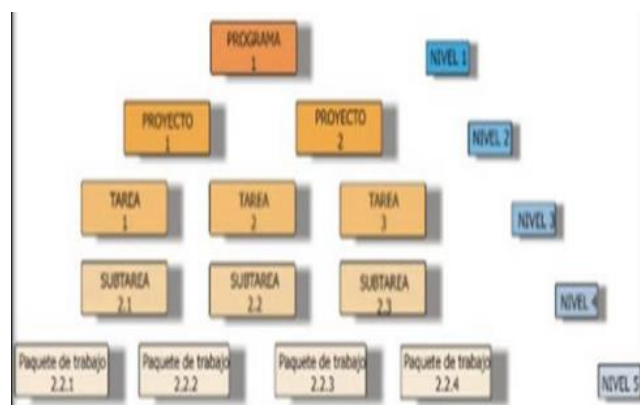 PROGRAMA
1
NIVEL 1
PROYECTO
1
PROYECTO
2
NIVEL 2
TAREA
1
TAREA
2
TAREA
3
NIVEL 3
SUBTAREA
2.1
SUBTAREA
2.2
SUBTAREA
2.3
NIVEL 4
Paquete de trabajo
2.2.1
Paquete de trabajo
2.2.2
Paquete de trabajo
2.2.3
Paquete de trabajo
2.2.4
NIVEL 5